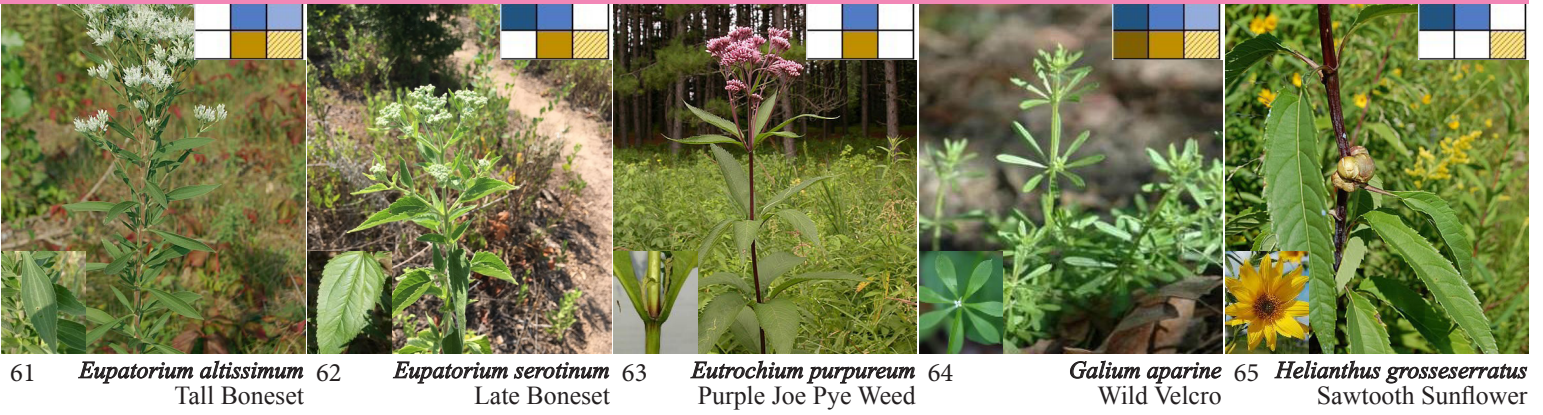 61 Eupatorium altissimum
Tall Boneset
62 Eupatorium serotinum
Late Boneset
63 Eutrochium purpureum
Purple Joe Pye Weed
64 Galium aparine
Wild Velcro
65 Helianthus grosseserratus
Sawtooth Sunflower